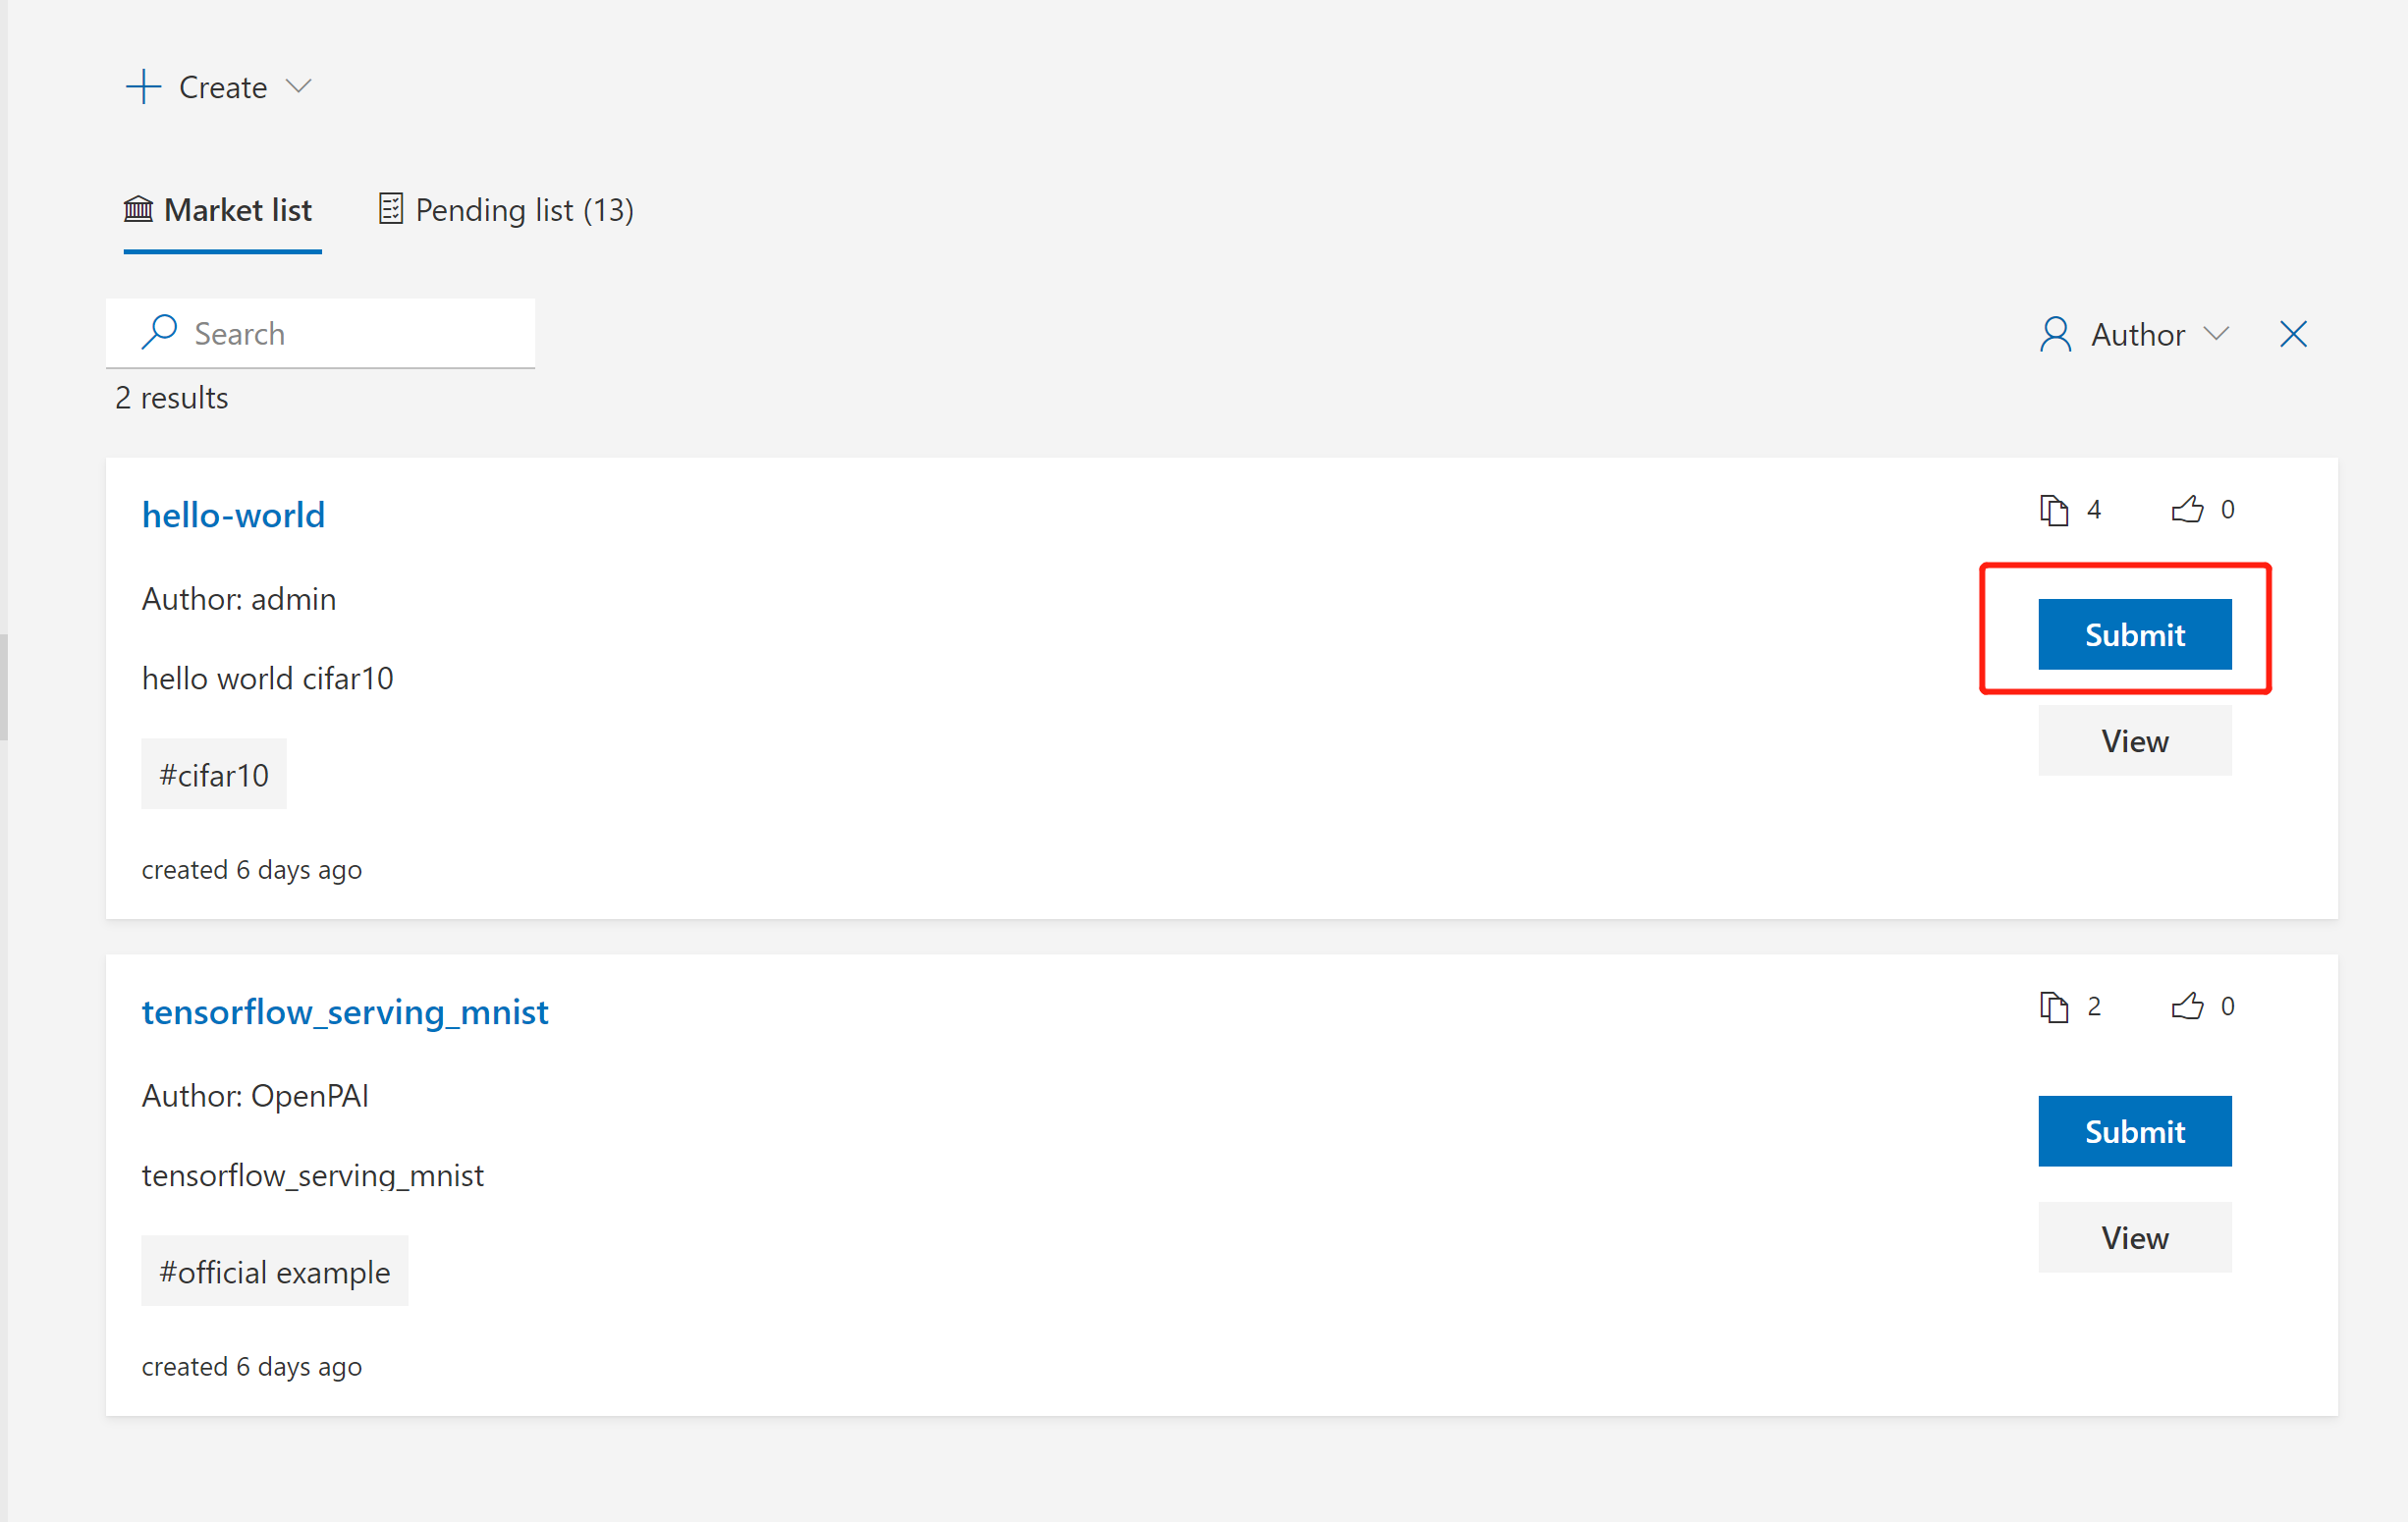 Create
Market list
Pending list (13)
Search
Author
2 results
hello-world
4
0
Author: admin
Submit
hello world cifar10
View
#cifar10
created 6 days ago
tensorflow_serving_mnist
2
0
Author: OpenPAI
Submit
tensorflow_serving_mnist
View
#official example
created 6 days ago